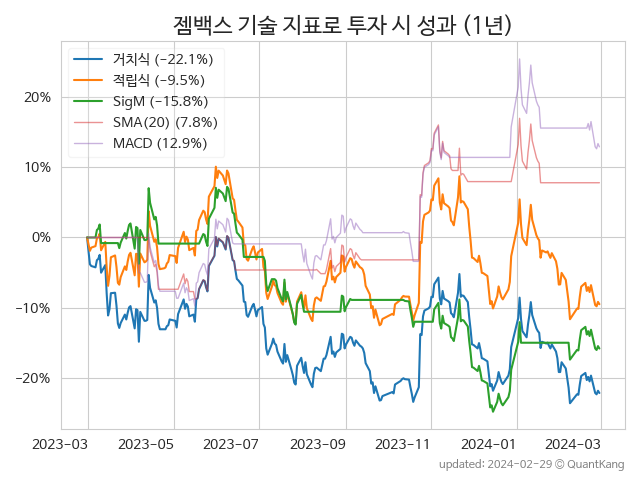 젬백스 기술 지표로 투자 시 성과 (1년)
거치식 (−22.1%)
적립식 (−9.5%)
SigM (−15.8%)
SMA(20) (7.8%)
MACD (12.9%)
20%
10%
0%
−10%
−20%
2023−03 2023−05 2023−07 2023−09 2023−11 2024−01 2024−03
updated: 2024−02−29 © QuantKang